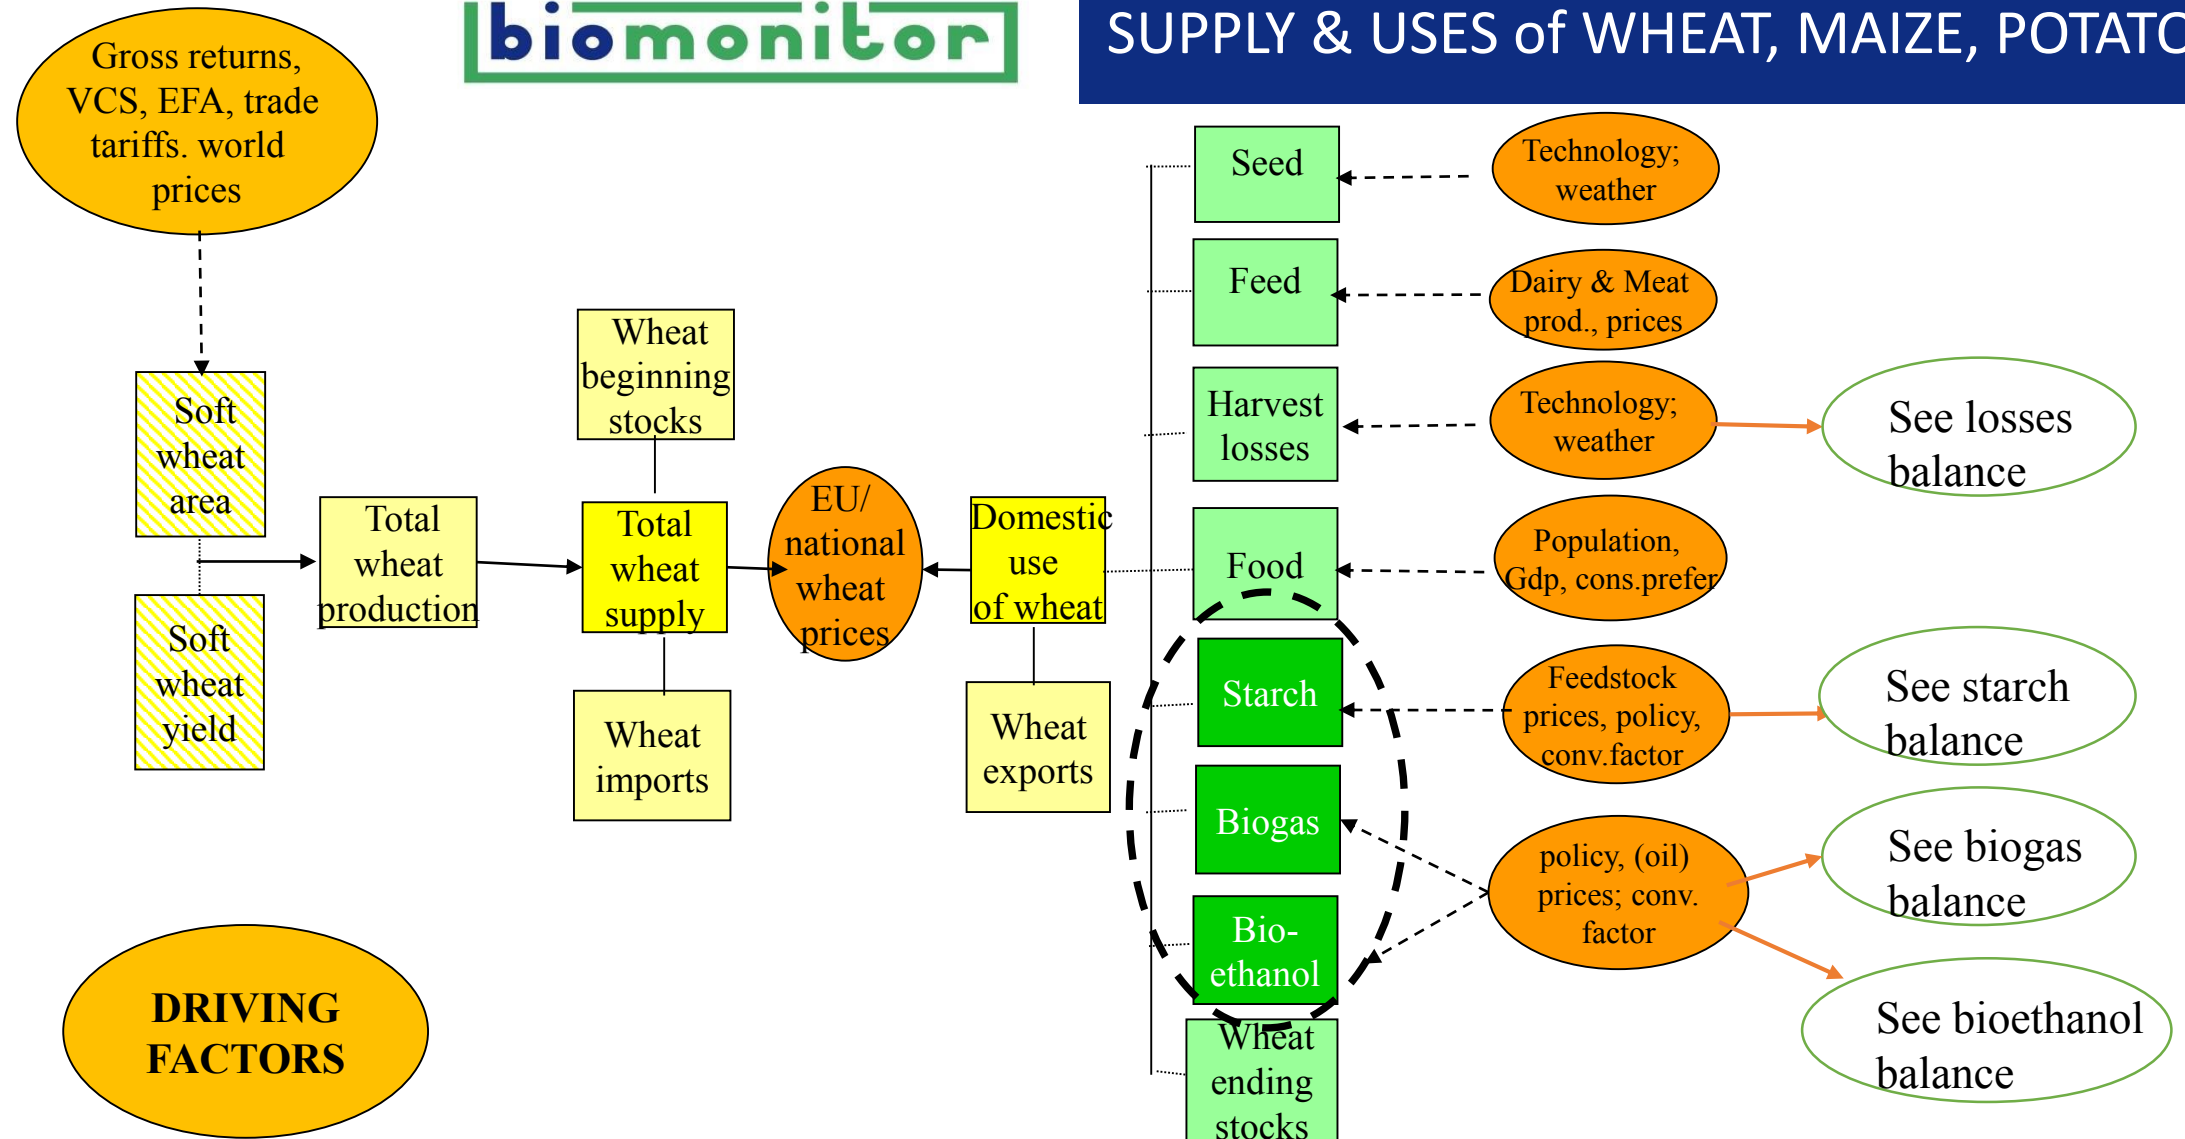 biomonitor
SUPPLY & USES of WHEAT, MAIZE, POTATO
Gross returns,
VCS, EFA, trade
tariffs. world
prices
Soft
wheat
area
Soft
wheat
yield
Total
wheat
production
Wheat
beginning
stocks
Total
wheat
supply
Wheat
imports
EU/
national
wheat
prices
Domestic
use
of wheat
Wheat
exports
Seed
Feed
Harvest
losses
Food
Starch
Biogas
Bio-
ethanol
Wheat
ending
stocks
Technology;
weather
Dairy & Meat
prod., prices
Technology;
weather
Population,
Gdp, cons.prefer
Feedstock
prices, policy,
conv.factor
policy, (oil)
prices; conv.
factor
See losses
balance
See starch
balance
See biogas
balance
See bioethanol
balance
DRIVING
FACTORS